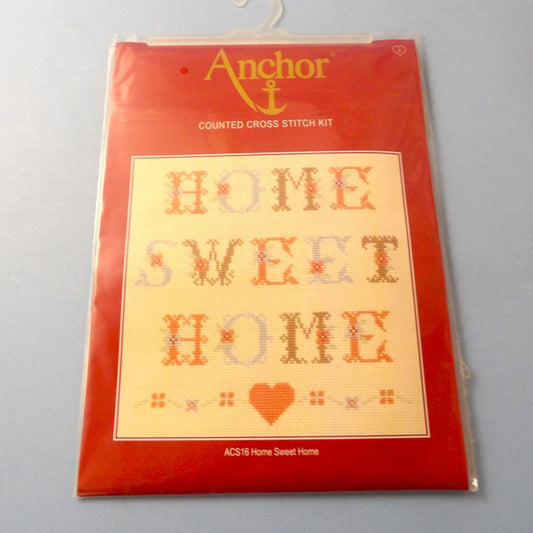 Anchor
COUNTED CROSS STITCH KIT
HOME
SWEET
HOME
ACS16 Home Sweet Home